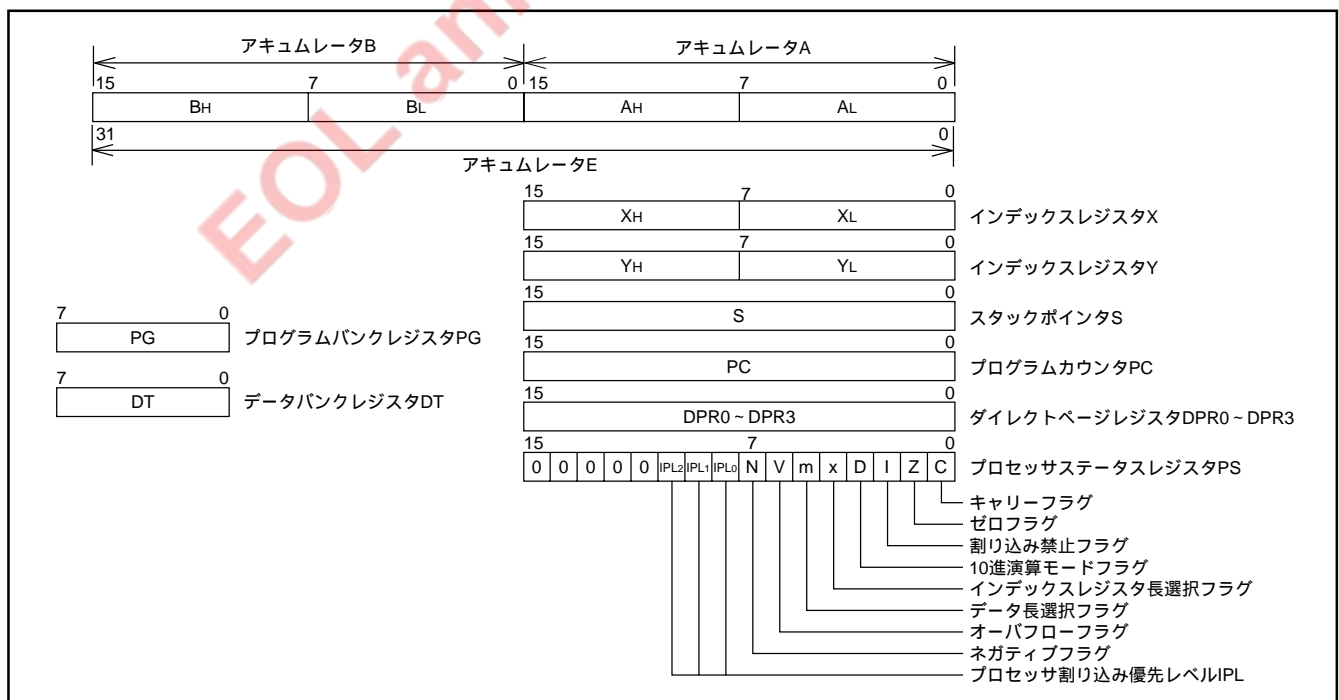 アキュムレータB アキュムレータA
15 7 0 15 7 0
BH BL AH AL
31 0
アキュムレータE
15 7 0
XH XL インデックスレジスタX
15 7 0
YH YL インデックスレジスタY
15 0
S スタックポインタS
7 0
PG プログラムバンクレジスタPG
15 0
PC プログラムカウンタPC
7 0
DT データバンクレジスタDT
15 0
DPR0 ~ DPR3 ダイレクトページレジスタDPR0 ~ DPR3
15 7 0
0 0 0 0 0 IPL2 IPL1 IPL0 N V m x D I Z C プロセッサステータスレジスタPS
キャリーフラグ
ゼロフラグ
割り込み禁止フラグ
10進演算モードフラグ
インデックスレジスタ長選択フラグ
データ長選択フラグ
オーバフローフラグ
ネガティブフラグ
プロセッサ割り込み優先レベルIPL
EOL an